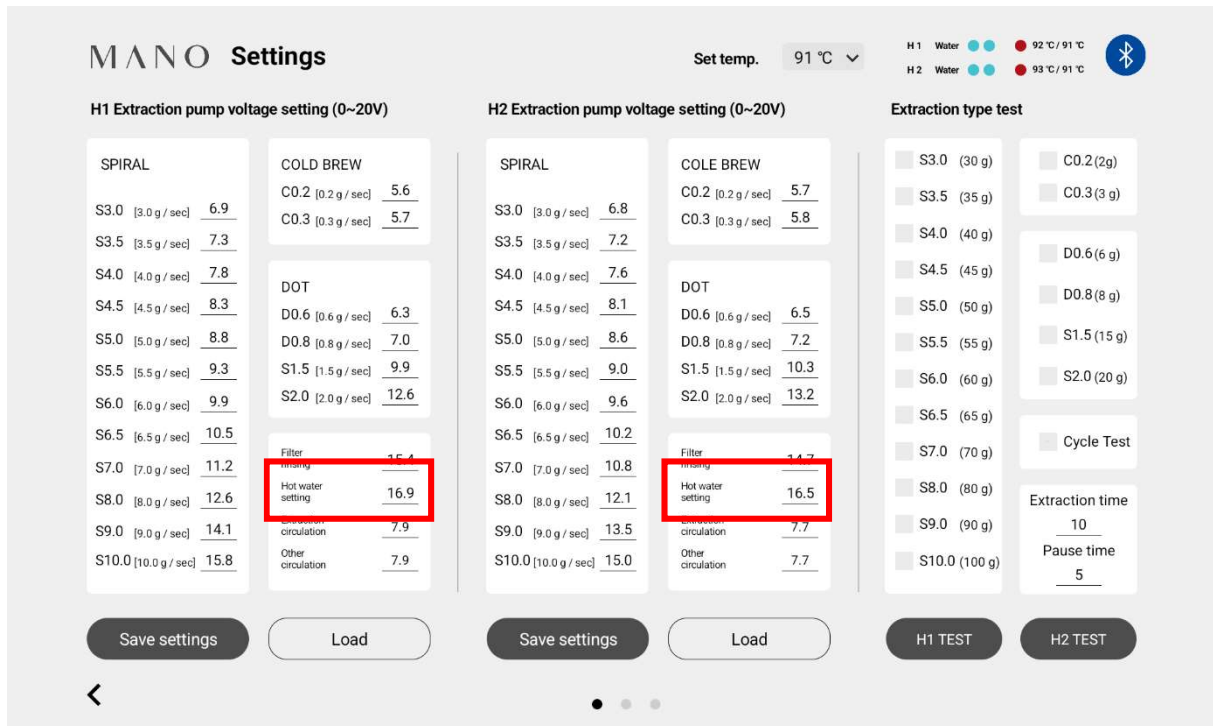 MANO Settings
Set temp. 91 ℃
H 1 Water 92 ℃ / 91 ℃
H 2 Water 93 ℃ / 91 ℃
H1 Extraction pump voltage setting (0~20V)
SPIRAL
S3.0 [3.0 g / sec] 6.9
S3.5 [3.5 g / sec] 7.3
S4.0 [4.0 g / sec] 7.8
S4.5 [4.5 g / sec] 8.3
S5.0 [5.0 g / sec] 8.8
S5.5 [5.5 g / sec] 9.3
S6.0 [6.0 g / sec] 9.9
S6.5 [6.5 g / sec] 10.5
S7.0 [7.0 g / sec] 11.2
S8.0 [8.0 g / sec] 12.6
S9.0 [9.0 g / sec] 14.1
S10.0 [10.0 g / sec] 15.8
COLD BREW
C0.2 [0.2 g / sec] 5.6
C0.3 [0.3 g / sec] 5.7
DOT
D0.6 [0.6 g / sec] 6.3
D0.8 [0.8 g / sec] 7.0
S1.5 [1.5 g / sec] 9.9
S2.0 [2.0 g / sec] 12.6
Filter
rinsing 15.4
Hot water
setting 16.9
Extraction
circulation 7.9
Other
circulation 7.9
Save settings
Load
H2 Extraction pump voltage setting (0~20V)
SPIRAL
S3.0 [3.0 g / sec] 6.8
S3.5 [3.5 g / sec] 7.2
S4.0 [4.0 g / sec] 7.6
S4.5 [4.5 g / sec] 8.1
S5.0 [5.0 g / sec] 8.6
S5.5 [5.5 g / sec] 9.0
S6.0 [6.0 g / sec] 9.6
S6.5 [6.5 g / sec] 10.2
S7.0 [7.0 g / sec] 10.8
S8.0 [8.0 g / sec] 12.1
S9.0 [9.0 g / sec] 13.5
S10.0 [10.0 g / sec] 15.0
COLE BREW
C0.2 [0.2 g / sec] 5.7
C0.3 [0.3 g / sec] 5.8
DOT
D0.6 [0.6 g / sec] 6.5
D0.8 [0.8 g / sec] 7.2
S1.5 [1.5 g / sec] 10.3
S2.0 [2.0 g / sec] 13.2
Filter
rinsing 14.7
Hot water
setting 16.5
Extraction
circulation 7.7
Other
circulation 7.7
Save settings
Load
Extraction type test
S3.0 (30 g)
S3.5 (35 g)
S4.0 (40 g)
S4.5 (45 g)
S5.0 (50 g)
S5.5 (55 g)
S6.0 (60 g)
S6.5 (65 g)
S7.0 (70 g)
S8.0 (80 g)
S9.0 (90 g)
S10.0 (100 g)
C0.2 (2g)
C0.3 (3 g)
D0.6 (6 g)
D0.8 (8 g)
S1.5 (15 g)
S2.0 (20 g)
Cycle Test
Extraction time
10
Pause time
5
H1 TEST
H2 TEST